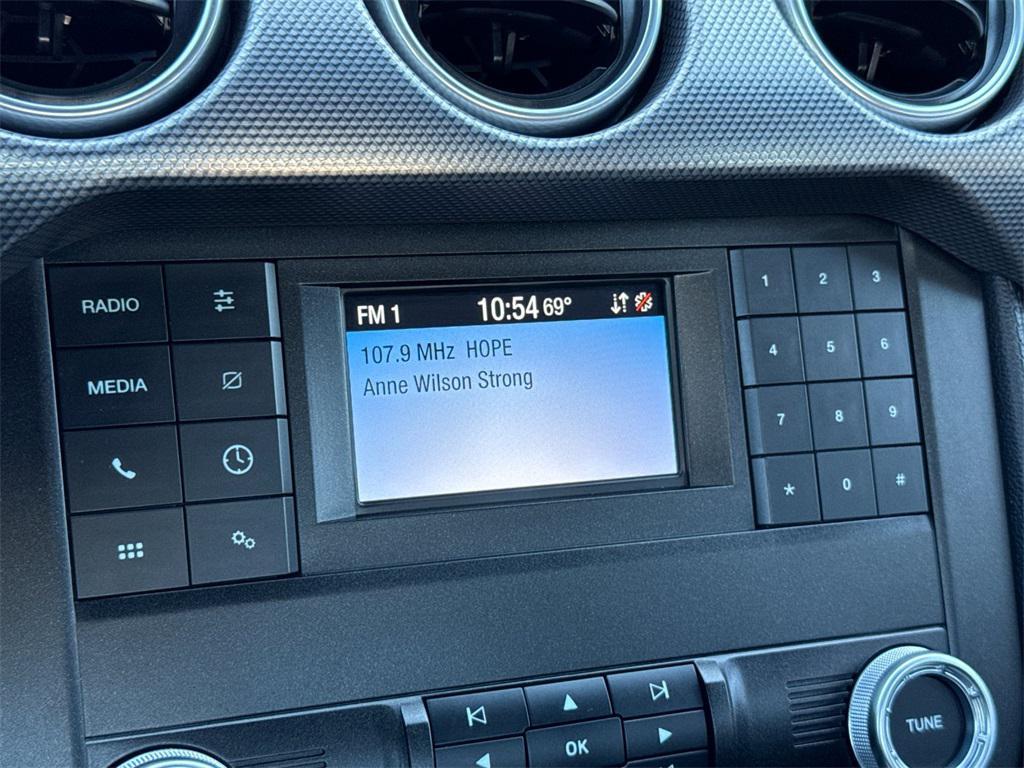 FM 1 10:54 69°
107.9 MHz HOPE
Anne Wilson Strong
RADIO
MEDIA
1 2 3
4 5 6
7 8 9
* 0 #
OK
TUNE